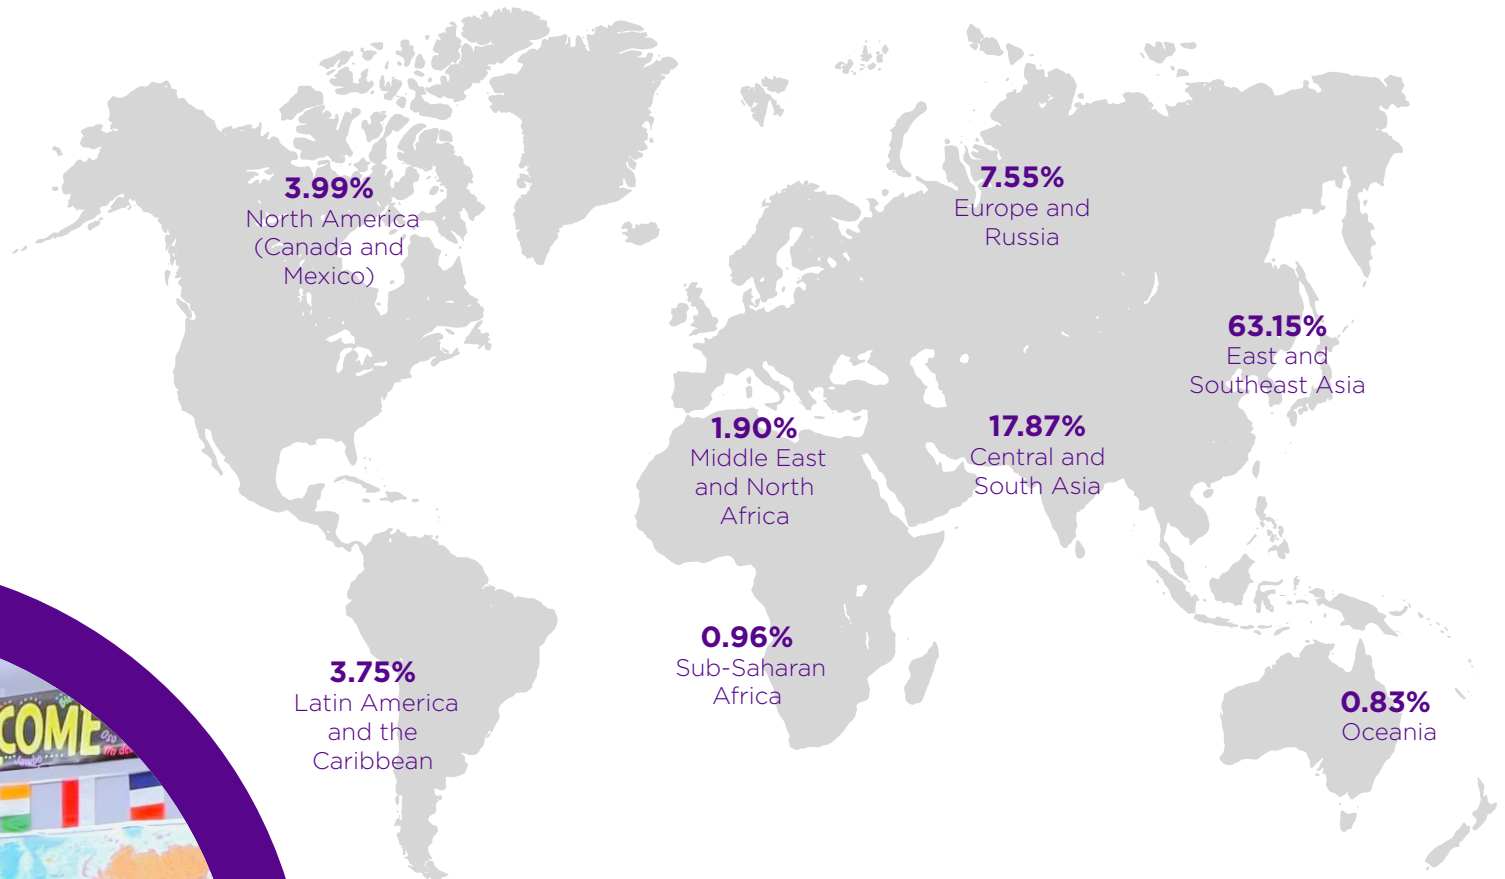 3.99%
North America
(Canada and
Mexico)
7.55%
Europe and
Russia
63.15%
East and
Southeast Asia
1.90%
Middle East
and North
Africa
17.87%
Central and
South Asia
0.96%
Sub-Saharan
Africa
3.75%
Latin America
and the
Caribbean
0.83%
Oceania
COME